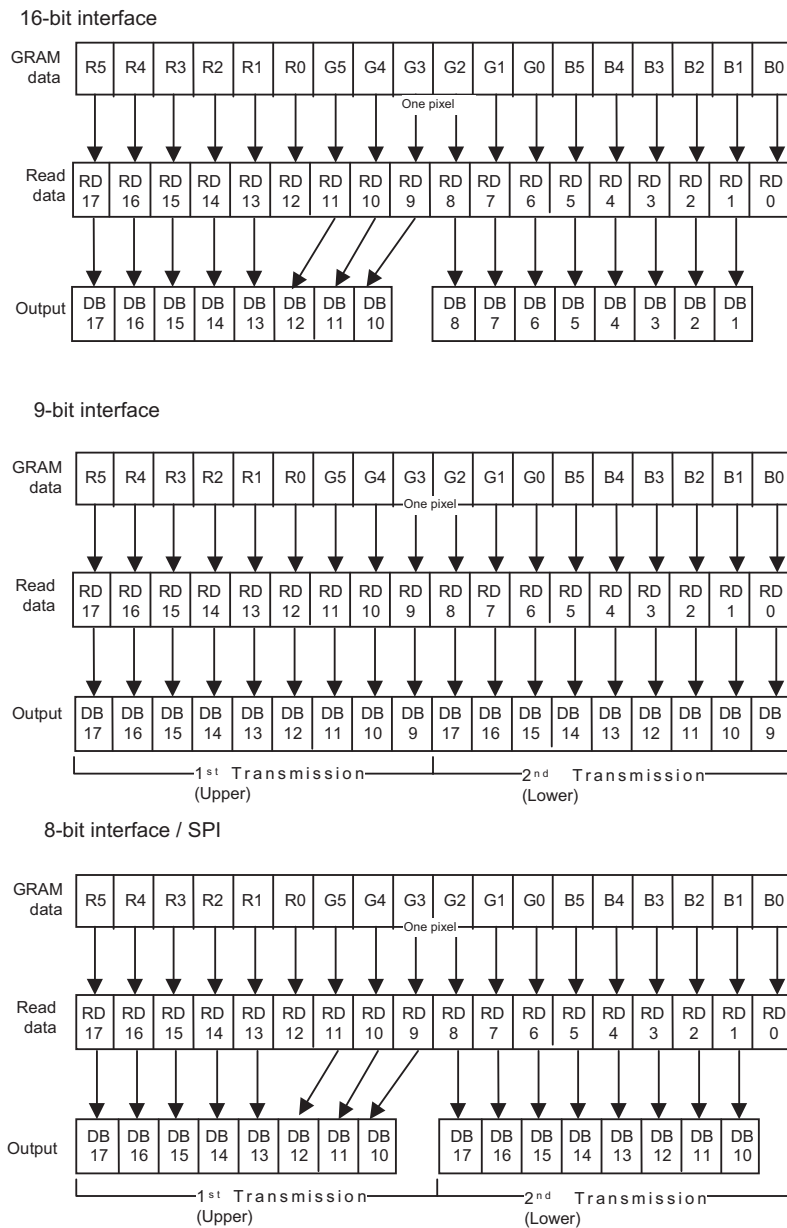 16-bit interface
GRAM data R5 R4 R3 R2 R1 R0 G5 G4 G3 G2 G1 G0 B5 B4 B3 B2 B1 B0
One pixel
Read data RD 17 RD 16 RD 15 RD 14 RD 13 RD 12 RD 11 RD 10 RD 9 RD 8 RD 7 RD 6 RD 5 RD 4 RD 3 RD 2 RD 1 RD 0
Output DB 17 DB 16 DB 15 DB 14 DB 13 DB 12 DB 11 DB 10 DB 8 DB 7 DB 6 DB 5 DB 4 DB 3 DB 2 DB 1
9-bit interface
GRAM data R5 R4 R3 R2 R1 R0 G5 G4 G3 G2 G1 G0 B5 B4 B3 B2 B1 B0
One pixel
Read data RD 17 RD 16 RD 15 RD 14 RD 13 RD 12 RD 11 RD 10 RD 9 RD 8 RD 7 RD 6 RD 5 RD 4 RD 3 RD 2 RD 1 RD 0
Output DB 17 DB 16 DB 15 DB 14 DB 13 DB 12 DB 11 DB 10 DB 9 DB 17 DB 16 DB 15 DB 14 DB 13 DB 12 DB 11 DB 10 DB 9
1st Transmission 2nd Transmission
(Upper) (Lower)
8-bit interface / SPI
GRAM data R5 R4 R3 R2 R1 R0 G5 G4 G3 G2 G1 G0 B5 B4 B3 B2 B1 B0
One pixel
Read data RD 17 RD 16 RD 15 RD 14 RD 13 RD 12 RD 11 RD 10 RD 9 RD 8 RD 7 RD 6 RD 5 RD 4 RD 3 RD 2 RD 1 RD 0
Output DB 17 DB 16 DB 15 DB 14 DB 13 DB 12 DB 11 DB 10 DB 17 DB 16 DB 15 DB 14 DB 13 DB 12 DB 11 DB 10
1st Transmission 2nd Transmission
(Upper) (Lower)